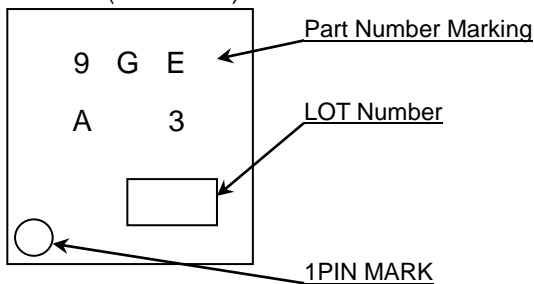 Part Number Marking
9 G E
A 3
LOT Number
1PIN MARK